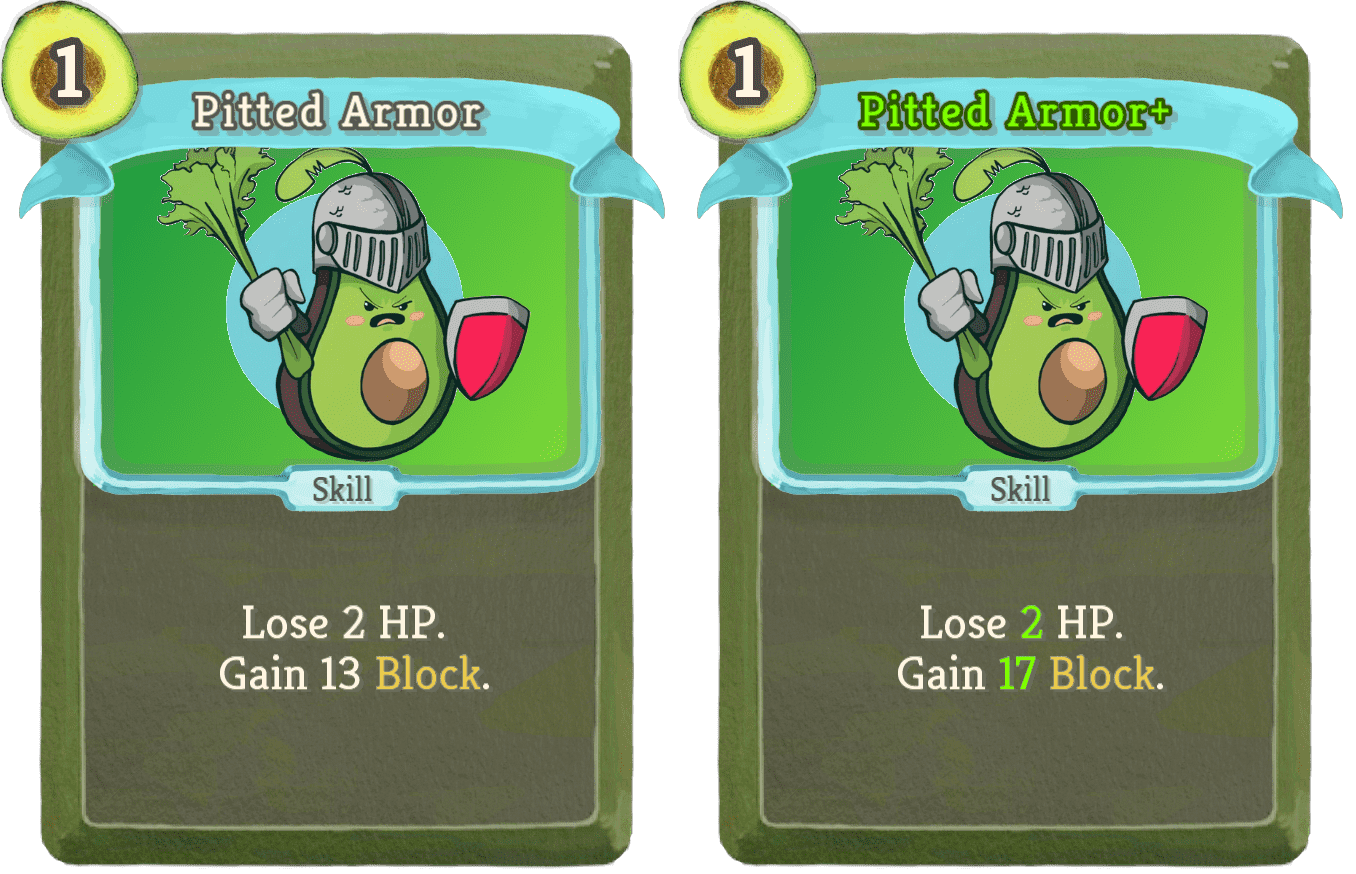 1
Pitted Armor
Skill
Lose 2 HP.
Gain 13 Block.
1
Pitted Armor+
Skill
Lose 2 HP.
Gain 17 Block.